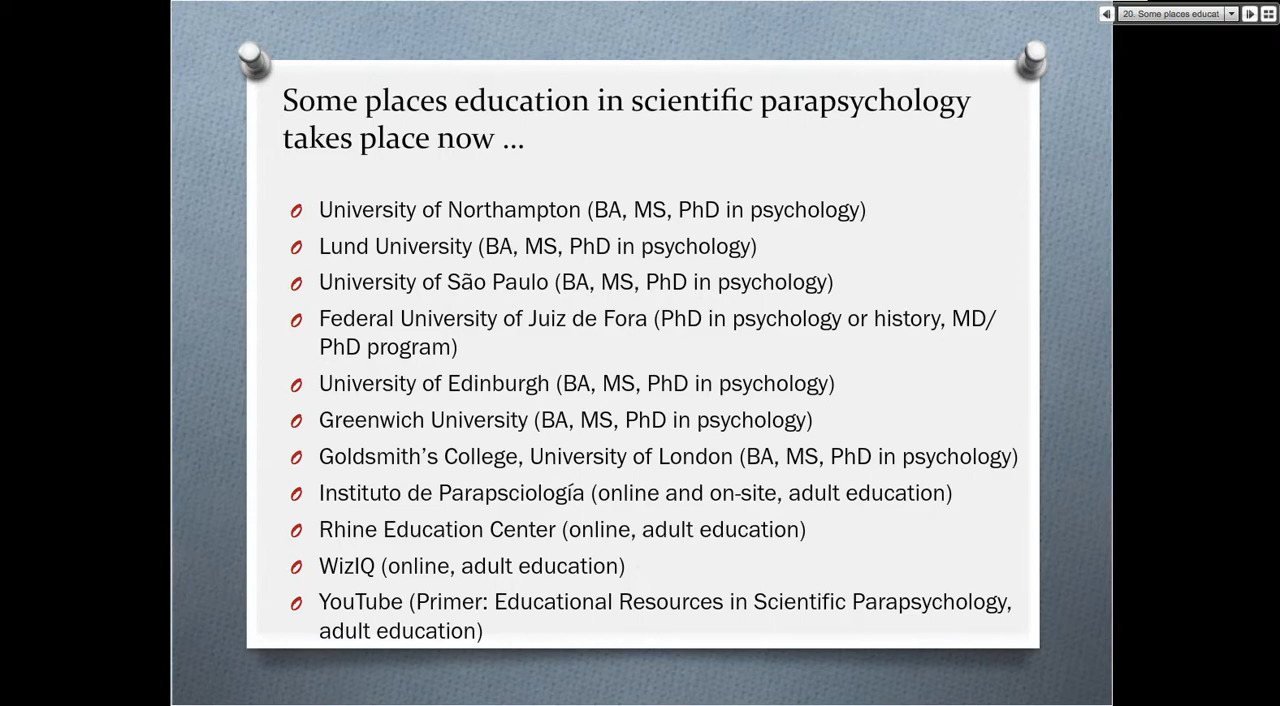 20. Some places educat
Some places education in scientific parapsychology
takes place now ...
University of Northampton (BA, MS, PhD in psychology)
Lund University (BA, MS, PhD in psychology)
University of São Paulo (BA, MS, PhD in psychology)
Federal University of Juiz de Fora (PhD in psychology or history, MD/
PhD program)
University of Edinburgh (BA, MS, PhD in psychology)
Greenwich University (BA, MS, PhD in psychology)
Goldsmith’s College, University of London (BA, MS, PhD in psychology)
Instituto de Parapsciología (online and on-site, adult education)
Rhine Education Center (online, adult education)
WizIQ (online, adult education)
YouTube (Primer: Educational Resources in Scientific Parapsychology,
adult education)